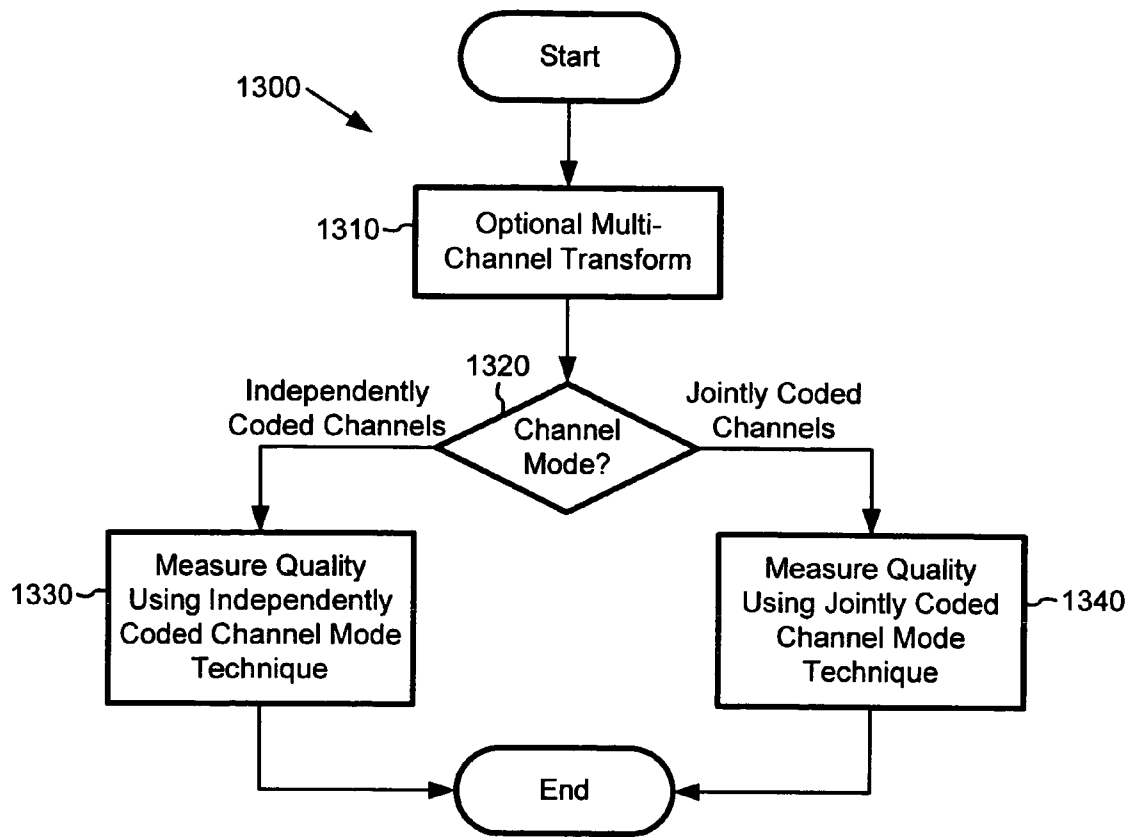 Start
1300
1310
Optional Multi-
Channel Transform
1320
Independently
Coded Channels
Jointly Coded
Channels
Channel
Mode?
1330
Measure Quality
Using Independently
Coded Channel Mode
Technique
Measure Quality
Using Jointly Coded
Channel Mode
Technique
1340
End